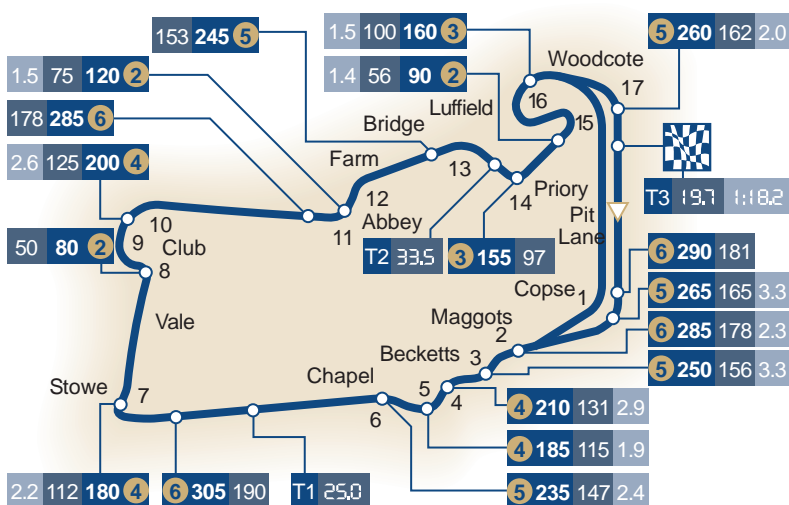 153 245 5
1.5 100 160 3
5 260 162 2.0
1.5 75 120 2
1.4 56 90 2
Woodcote
17
16
178 285 6
Luffield
15
Bridge
2.6 125 200 4
Farm
13
Priory
14
12
Abbey
11
T3 19.7 1:18.2
Pit
Lane
10
9
Club
8
50 80 2
T2 33.5
3 155 97
6 290 181
Copse
1
5 265 165 3.3
Maggots
2
6 285 178 2.3
Vale
Becketts
3
5 250 156 3.3
Stowe
7
Chapel
6
5
4
4 210 131 2.9
4 185 115 1.9
2.2 112 180 4
6 305 190
T1 25.0
5 235 147 2.4